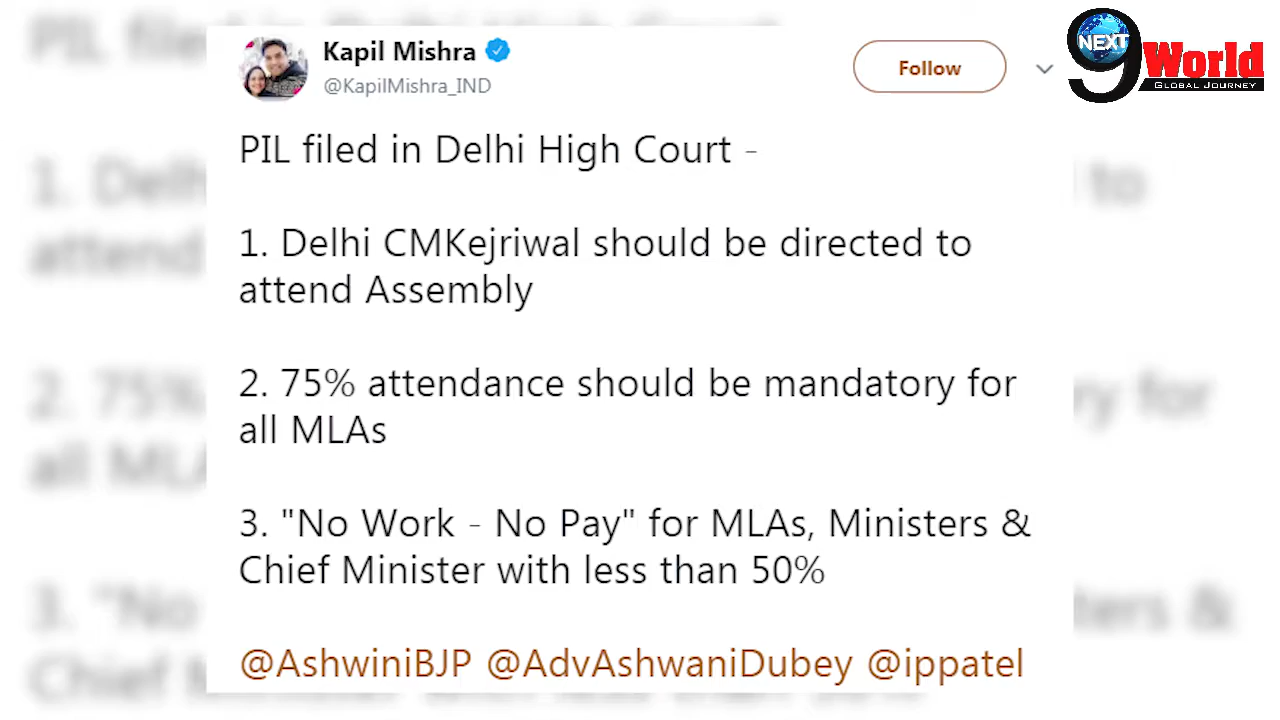 Kapil Mishra
@KapilMishra_IND
Follow
NEXT
9 World
GLOBAL JOURNEY
PIL filed in Delhi High Court -
1. Delhi CMKejriwal should be directed to
attend Assembly
2. 75% attendance should be mandatory for
all MLAs
3. "No Work - No Pay" for MLAs, Ministers &
Chief Minister with less than 50%
@AshwiniBJP @AdvAshwaniDubey @ippatel